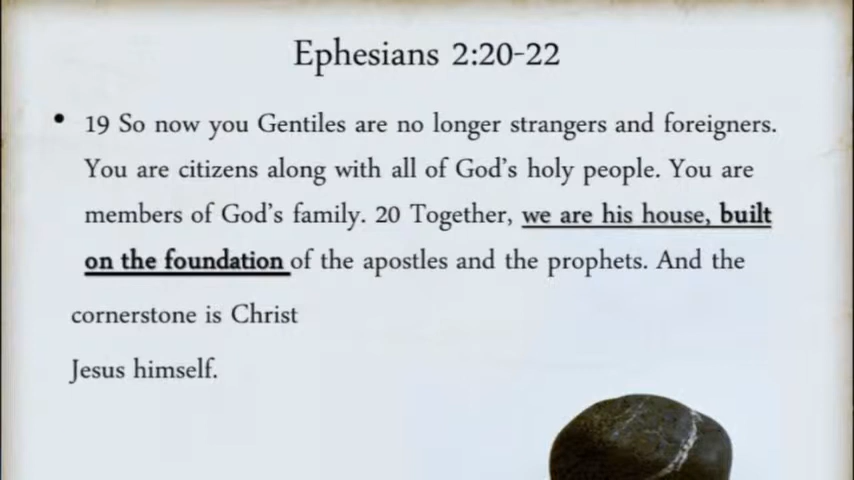 Ephesians 2:20-22
• 19 So now you Gentiles are no longer strangers and foreigners.
You are citizens along with all of God's holy people. You are
members of God's family. 20 Together, we are his house, built
on the foundation of the apostles and the prophets. And the
cornerstone is Christ
Jesus himself.